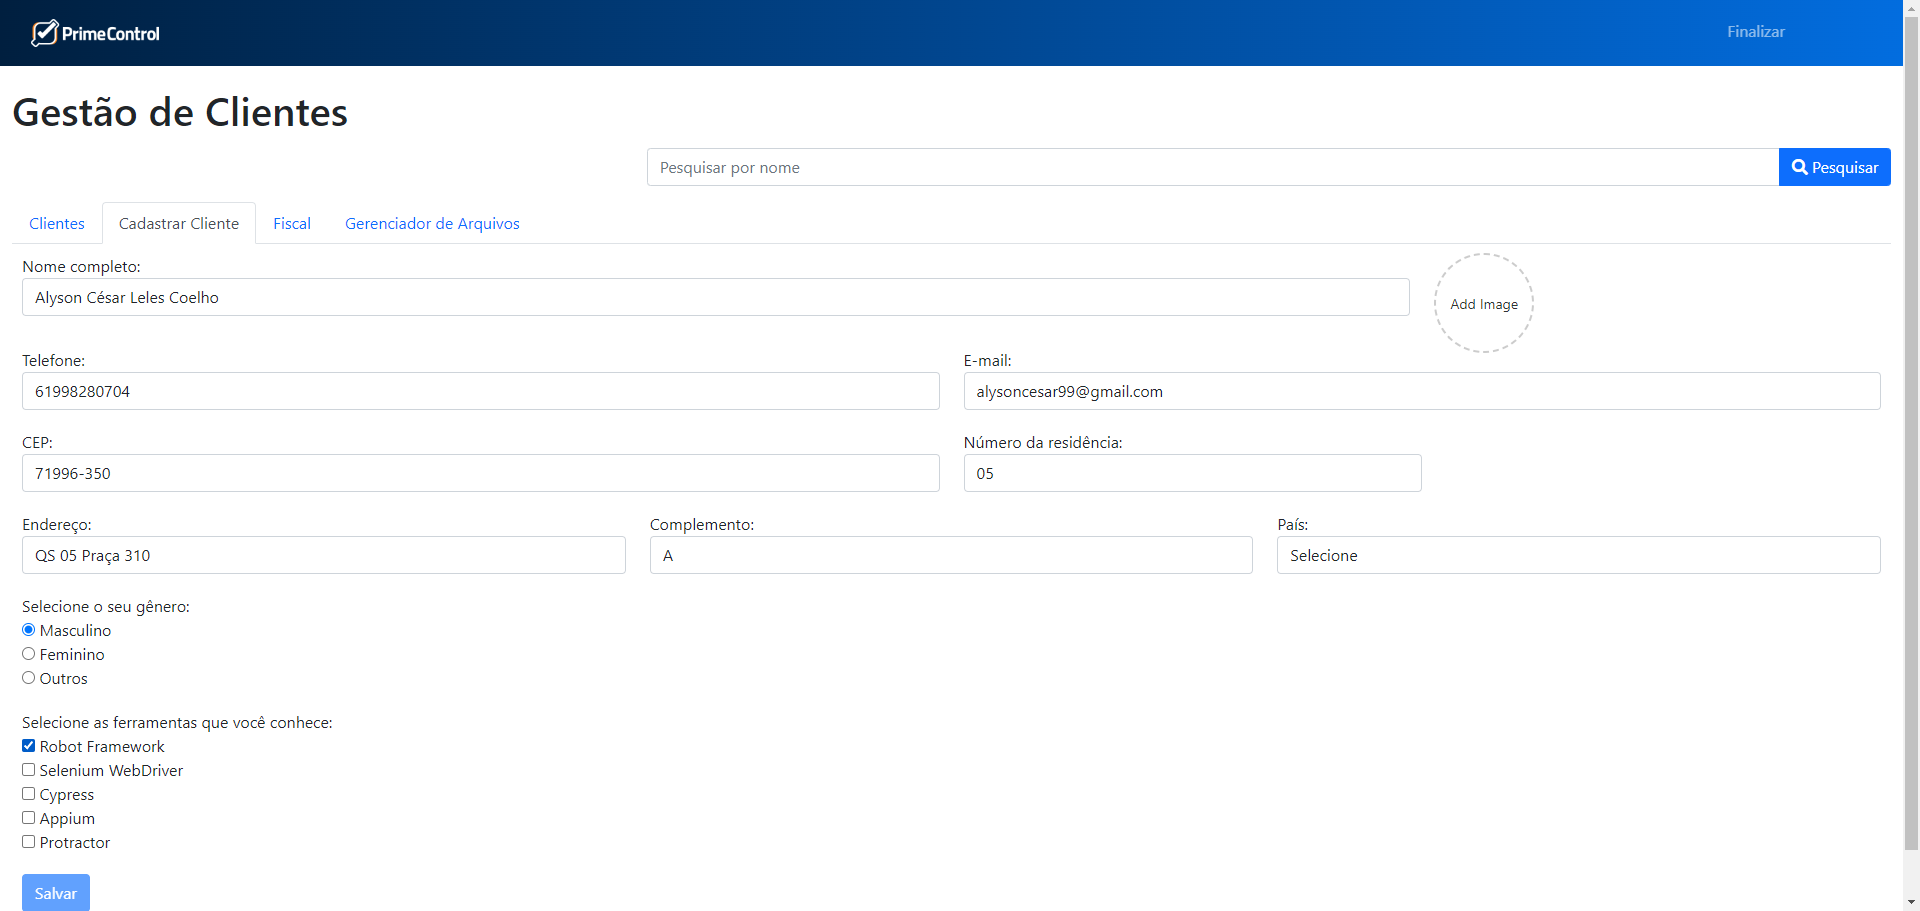 PrimeControl
Finalizar
Gestão de Clientes
Pesquisar por nome
Pesquisar
Clientes
Cadastrar Cliente
Fiscal
Gerenciador de Arquivos
Nome completo:
Alyson César Leles Coelho
Add Image
Telefone:
E-mail:
61998280704
alysoncesar99@gmail.com
CEP:
Número da residência:
71996-350
05
Endereço:
Complemento:
País:
QS 05 Praça 310
A
Selecione
Selecione o seu gênero:
Masculino
Feminino
Outros
Selecione as ferramentas que você conhece:
Robot Framework
Selenium WebDriver
Cypress
Appium
Protractor
Salvar